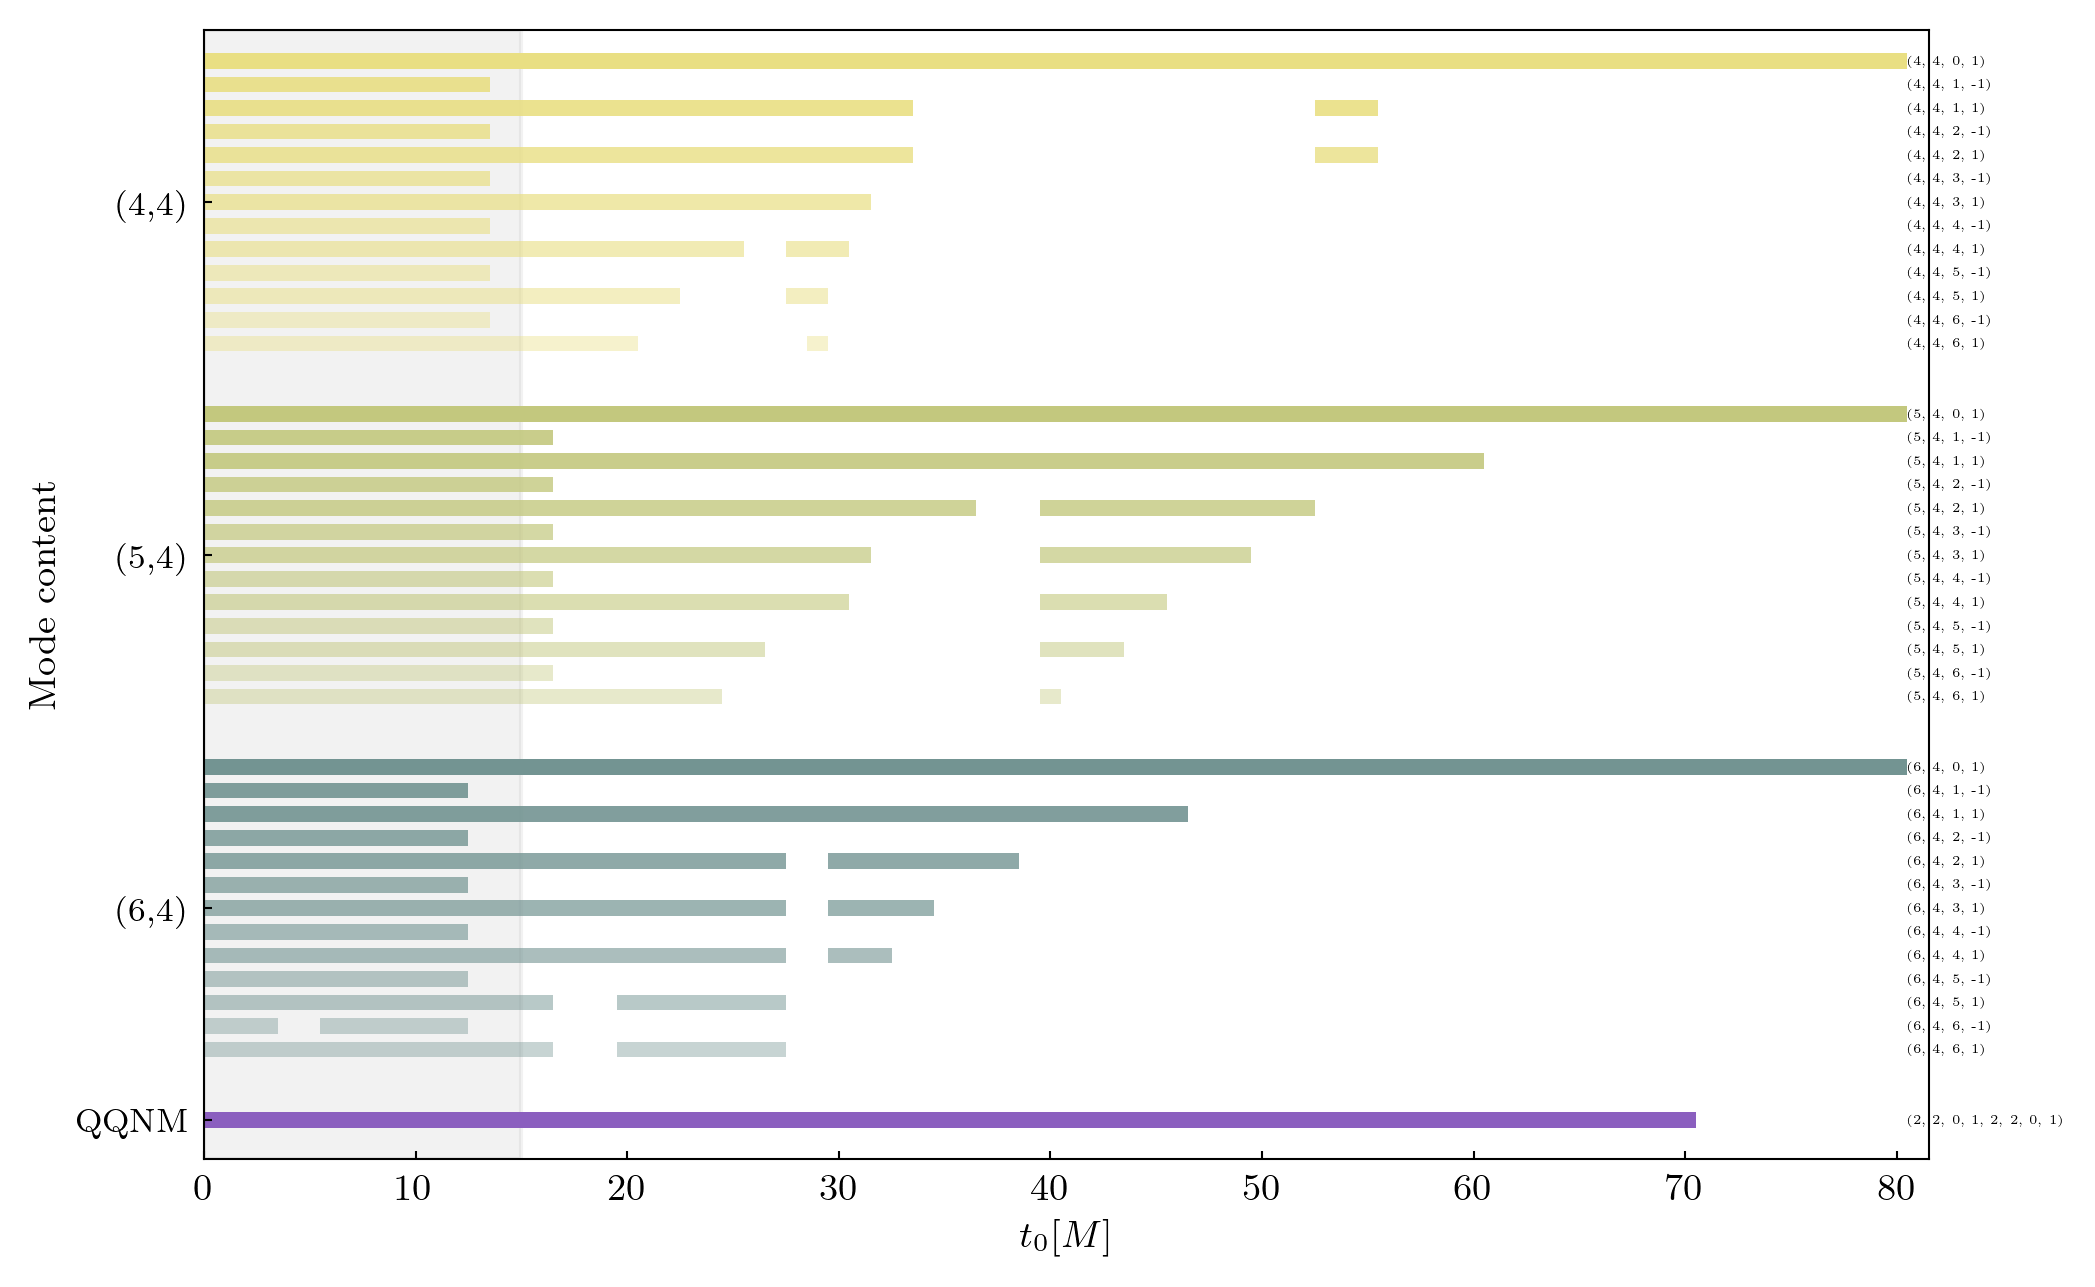 (4, 4, 0, 1)
(4, 4, 1, -1)
(4, 4, 1, 1)
(4, 4, 2, -1)
(4, 4, 2, 1)
(4, 4, 3, -1)
(4,4)
(4, 4, 3, 1)
(4, 4, 4, -1)
(4, 4, 4, 1)
(4, 4, 5, -1)
(4, 4, 5, 1)
(4, 4, 6, -1)
(4, 4, 6, 1)
(5, 4, 0, 1)
(5, 4, 1, -1)
(5, 4, 1, 1)
(5, 4, 2, -1)
(5, 4, 2, 1)
(5, 4, 3, -1)
(5,4)
(5, 4, 3, 1)
(5, 4, 4, -1)
(5, 4, 4, 1)
(5, 4, 5, -1)
(5, 4, 5, 1)
(5, 4, 6, -1)
(5, 4, 6, 1)
Mode content
(6, 4, 0, 1)
(6, 4, 1, -1)
(6, 4, 1, 1)
(6, 4, 2, -1)
(6, 4, 2, 1)
(6, 4, 3, -1)
(6,4)
(6, 4, 3, 1)
(6, 4, 4, -1)
(6, 4, 4, 1)
(6, 4, 5, -1)
(6, 4, 5, 1)
(6, 4, 6, -1)
(6, 4, 6, 1)
QQNM
(2, 2, 0, 1, 2, 2, 0, 1)
0 10 20 30 40 50 60 70 80
t₀[M]